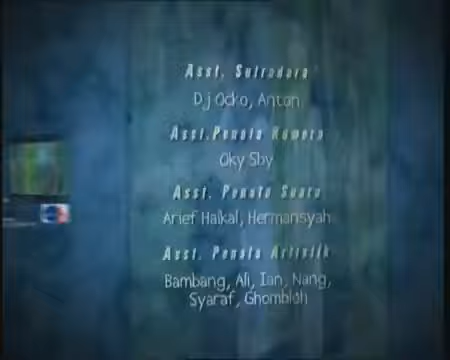 Asst. Sutradara
Dj Ocko, Anton
Asst. Penata Kamera
Oky Sby
Asst. Penata Suara
Arief Haikal, Hermansyah
Asst. Penata Artistik
Bambang, Ali, Ian, Nang,
Syaraf, Ghombloh